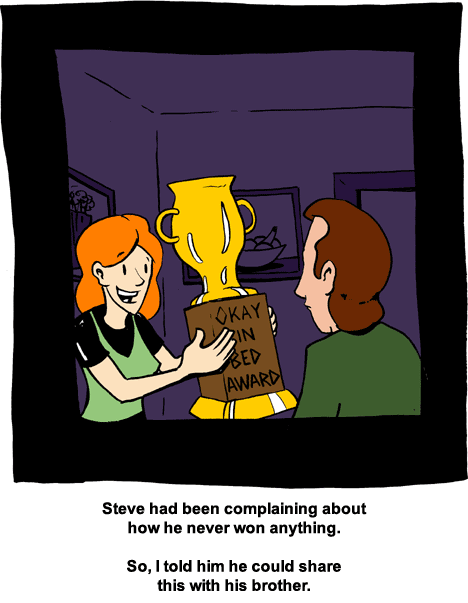 OKAY
IN
BED
AWARD
Steve had been complaining about
how he never won anything.
So, I told him he could share
this with his brother.